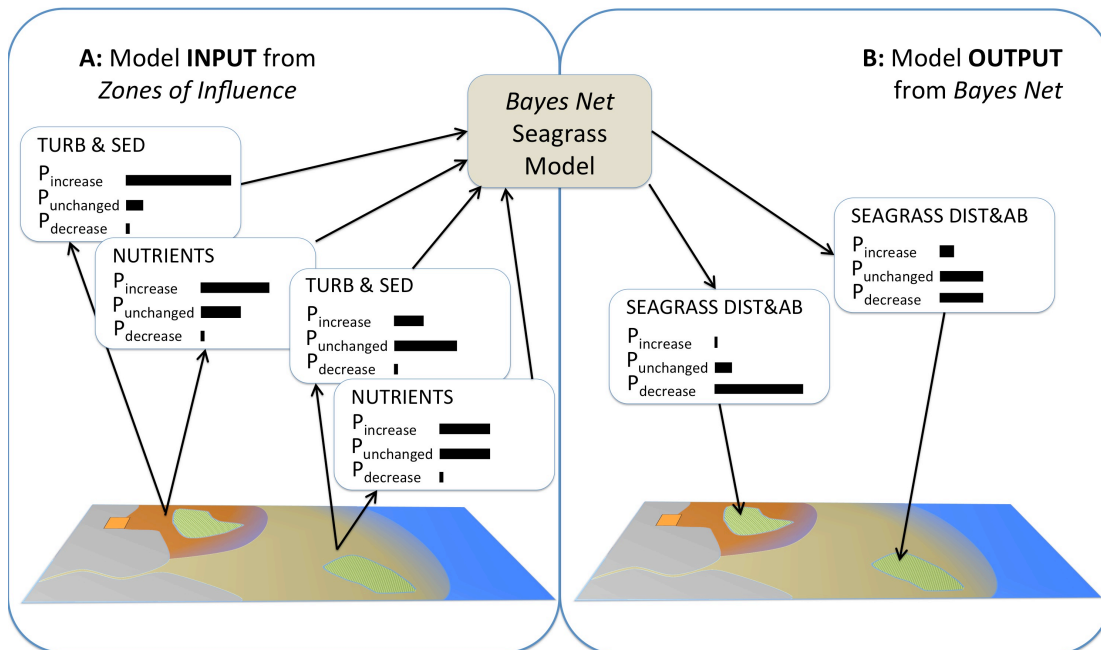 A: Model INPUT from
Zones of Influence
B: Model OUTPUT
from Bayes Net
Bayes Net
Seagrass
Model
TURB & SED
Pincrease
Punchanged
Pdecrease
NUTRIENTS
Pincrease
Punchanged
Pdecrease
TURB & SED
Pincrease
Punchanged
Pdecrease
NUTRIENTS
Pincrease
Punchanged
Pdecrease
SEAGRASS DIST&AB
Pincrease
Punchanged
Pdecrease
SEAGRASS DIST&AB
Pincrease
Punchanged
Pdecrease